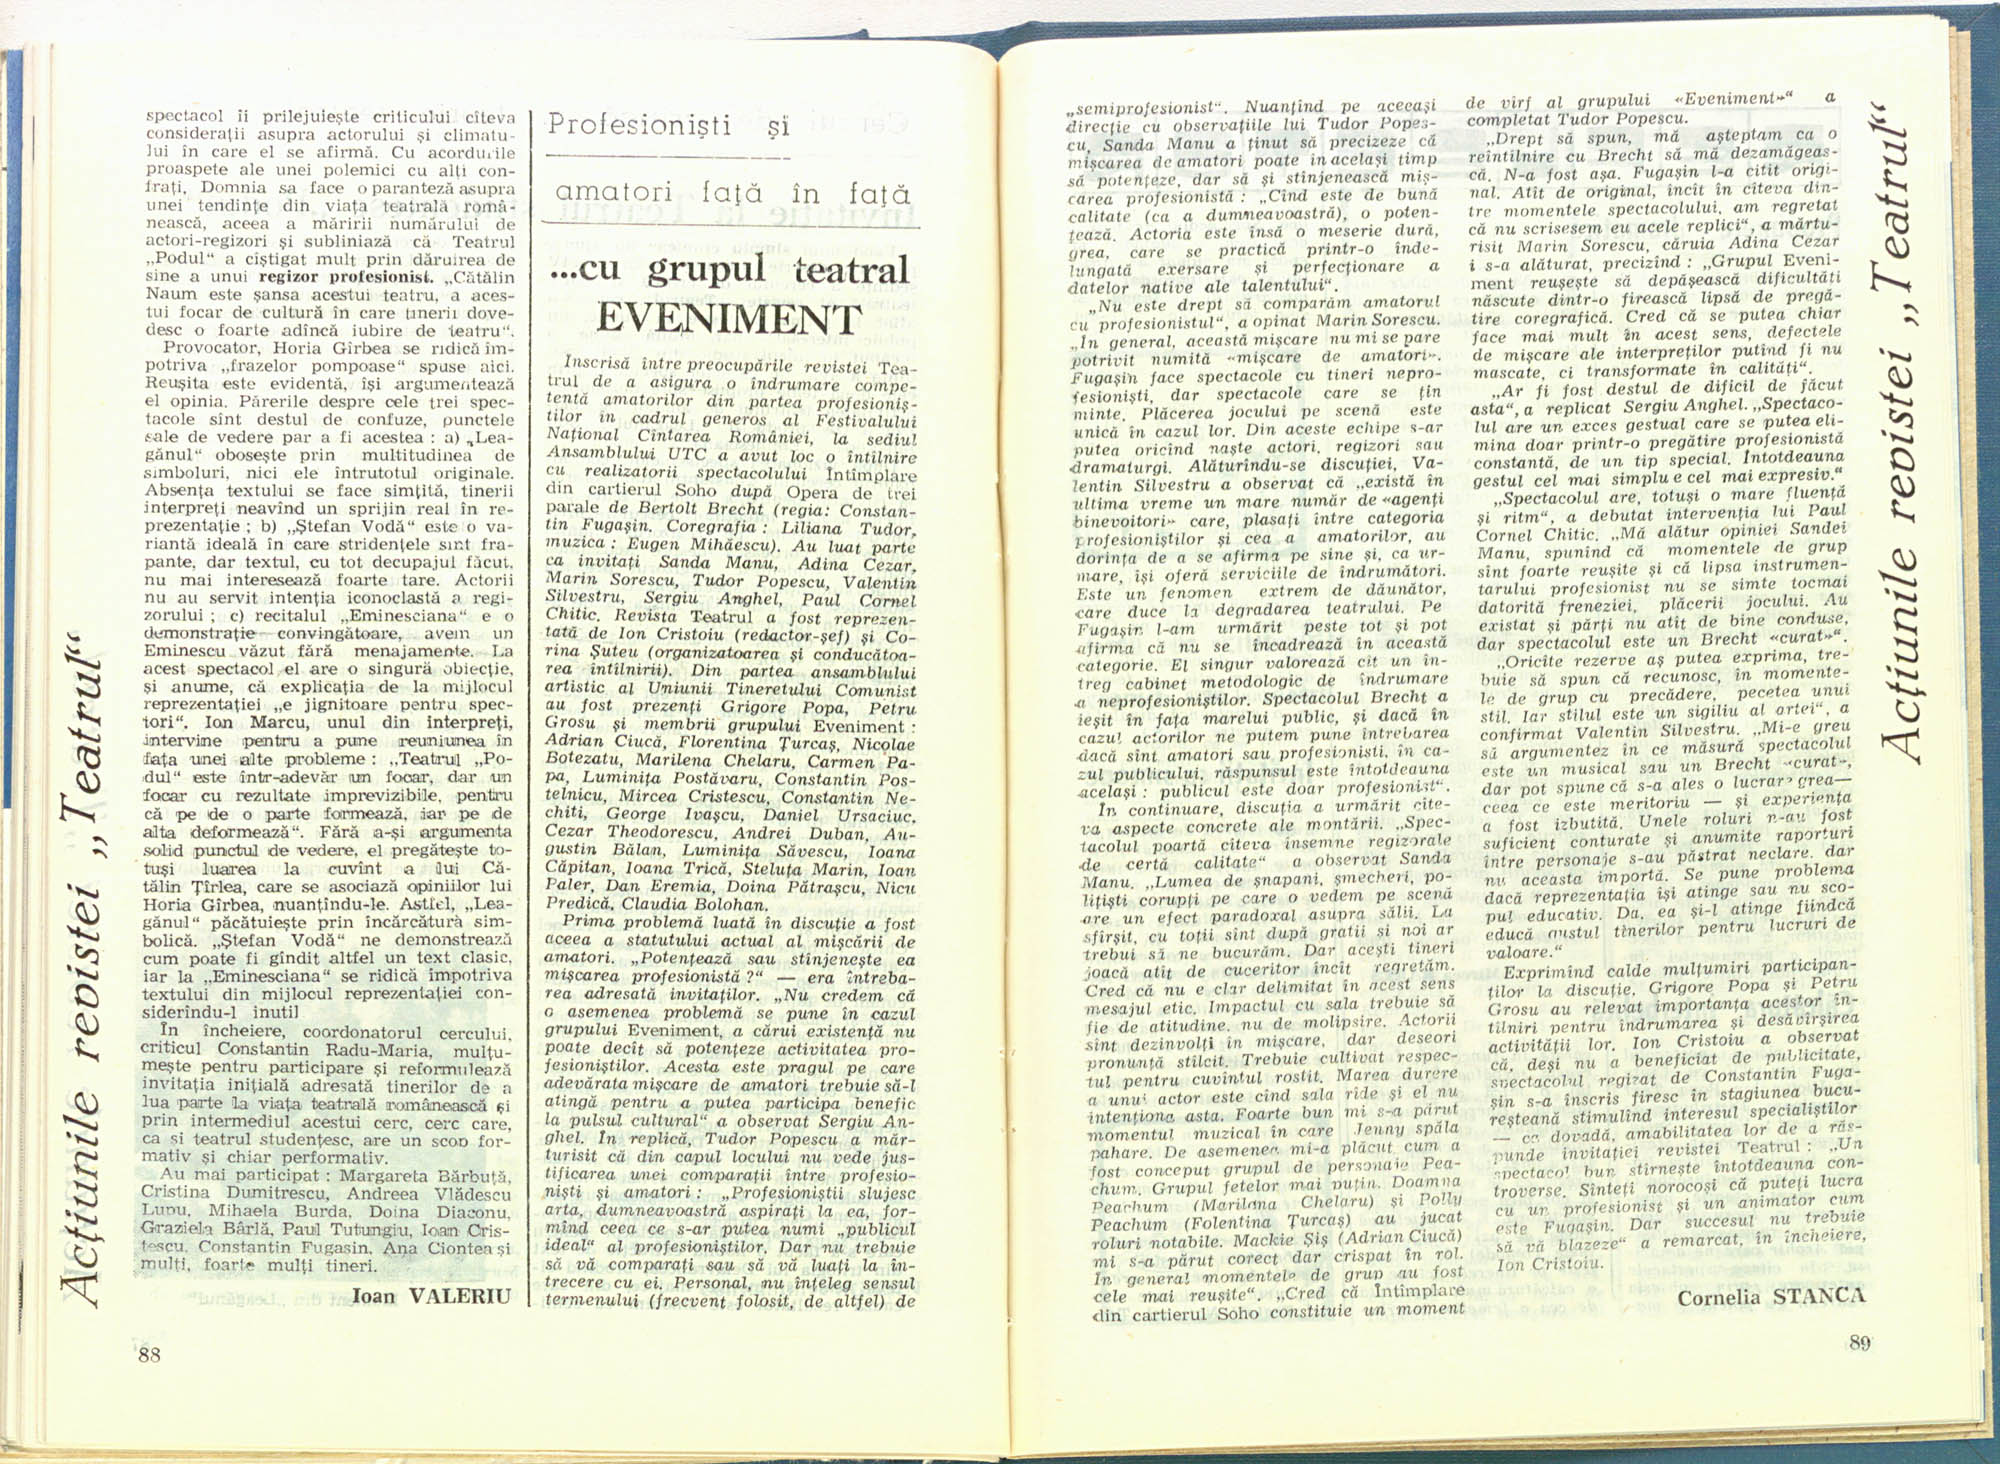 Acțiunile revistei „Teatrul“
spectacol îi prilejuiește criticului cîteva
considerații asupra actorului și climatu-
lui în care el se afirmă. Cu acordurile
proaspete ale unei polemici cu alți con-
frați, Domnia sa face o paranteză asupra
unei tendințe din viața teatrală româ-
nească, aceea a măririi numărului de
actori-regizori și subliniază că Teatrul
„Podul“ a cîștigat mult prin dăruirea de
sine a unui regizor profesionist. „Cătălin
Naum este șansa acestui teatru, a aces-
tui focar de cultură în care tinerii dove-
desc o foarte adîncă iubire de teatru“.
Provocator, Horia Gîrbea se ridică îm-
potriva „frazelor pompoase“ spuse aici.
Reușita este evidentă, își argumentează
el opinia. Părerile despre cele trei spec-
tacole sînt destul de confuze, punctele
sale de vedere par a fi acestea : a) „Lea-
gănul“ obosește prin multitudinea de
simboluri, nici ele întrutotul originale.
Absența textului se face simțită, tinerii
interpreți neavînd un sprijin real în re-
prezentație ; b) „Ștefan Vodă“ este o va-
riantă ideală în care stridențele sînt fra-
pante, dar textul, cu tot decupajul făcut,
nu mai interesează foarte tare. Actorii
nu au servit intenția iconoclastă a regi-
zorului ; c) recitalul „Eminesciana“ e o
demonstrație convingătoare, avem un
Eminescu văzut fără menajamente. La
acest spectacol el are o singură obiecție,
și anume, că explicația de la mijlocul
reprezentației „e jignitoare pentru spec-
tori“. Ion Marcu, unul din interpreți,
intervine pentru a pune reuniunea în
fața unei alte probleme : „Teatrul „Po-
dul“ este într-adevăr un focar, dar un
focar cu rezultate imprevizibile, pentru
că pe de o parte formează, iar pe de
alta deformează“. Fără a-și argumenta
solid punctul de vedere, el pregătește to-
tuși luarea la cuvînt a lui Că-
tălin Țîrlea, care se asociază opiniilor lui
Horia Gîrbea, nuanțîndu-le. Astfel, „Lea-
gănul“ păcătuiește prin încărcătură sim-
bolică. „Ștefan Vodă“ ne demonstrează
cum poate fi gîndit altfel un text clasic,
iar la „Eminesciana“ se ridică împotriva
textului din mijlocul reprezentației con-
siderîndu-l inutil
În încheiere, coordonatorul cercului,
criticul Constantin Radu-Maria, mulțu-
mește pentru participare și reformulează
invitația inițială adresată tinerilor de a
lua parte la viața teatrală românească și
prin intermediul acestui cerc, cerc care,
ca și teatrul studențesc, are un scop for-
mativ și chiar performativ.
Au mai participat : Margareta Bărbuță,
Cristina Dumitrescu, Andreea Vlădescu
Lupu, Mihaela Burda, Doina Diaconu,
Graziela Bârlă, Paul Tutungiu, Ioan Cris-
tescu, Constantin Fugasin, Ana Ciontea și
mulți, foarte mulți tineri.
Ioan VALERIU
88
Profesioniști și
amatori față în față
...cu grupul teatral
EVENIMENT
Inscrisă între preocupările revistei Tea-
trul de a asigura o îndrumare compe-
tentă amatorilor din partea profesioniș-
tilor în cadrul generos al Festivalului
Național Cîntarea României, la sediul
Ansamblului UTC a avut loc o întîlnire
cu realizatorii spectacolului Intîmplare
din cartierul Soho după Opera de trei
parale de Bertolt Brecht (regia: Constan-
tin Fugașin. Coregrafia : Liliana Tudor,
muzica : Eugen Mihăescu). Au luat parte
ca invitați Sanda Manu, Adina Cezar,
Marin Sorescu, Tudor Popescu, Valentin
Silvestru, Sergiu Anghel, Paul Cornel
Chitic. Revista Teatrul a fost reprezen-
tată de Ion Cristoiu (redactor-șef) și Co-
rina Șuteu (organizatoarea și conducătoa-
rea întîlnirii). Din partea ansamblului
artistic al Uniunii Tineretului Comunist
au fost prezenți Grigore Popa, Petru
Grosu și membrii grupului Eveniment :
Adrian Ciucă, Florentina Țurcaș, Nicolae
Botezatu, Marilena Chelaru, Carmen Pa-
pa, Luminița Postăvaru, Constantin Pos-
telnicu, Mircea Cristescu, Constantin Ne-
chiti, George Ivașcu, Daniel Ursaciuc,
Cezar Theodorescu, Andrei Duban, Au-
gustin Bălan, Luminița Săvescu, Ioana
Căpitan, Ioana Trică, Steluța Marin, Ioan
Paler, Dan Eremia, Doina Pătrașcu, Nicu
Predică, Claudia Bolohan.
Prima problemă luată în discuție a fost
aceea a statutului actual al mișcării de
amatori. „Potențează sau stînjenește ea
mișcarea profesionistă ?“ — era întreba-
rea adresată invitaților. „Nu credem că
o asemenea problemă se pune în cazul
grupului Eveniment, a cărui existență nu
poate decît să potențeze activitatea pro-
fesioniștilor. Acesta este pragul pe care
adevărata mișcare de amatori trebuie să-l
atingă pentru a putea participa benefic
la pulsul cultural“ a observat Sergiu An-
ghel. În replică, Tudor Popescu a măr-
turisit că din capul locului nu vede jus-
tificarea unei comparații între profesio-
niști și amatori : „Profesioniștii slujesc
arta, dumneavoastră aspirați la ea, for-
mînd ceea ce s-ar putea numi „publicul
ideal“ al profesioniștilor. Dar nu trebuie
să vă comparați sau să vă luați la în-
trecere cu ei. Personal, nu înțeleg sensul
termenului (frecvent folosit, de altfel) de
„semiprofesionist“. Nuanțînd pe aceeași
direcție cu observațiile lui Tudor Popes-
cu, Sanda Manu a ținut să precizeze că
mișcarea de amatori poate în același timp
să potențeze, dar să și stînjenească miș-
carea profesionistă : „Cînd este de bună
calitate (ca a dumneavoastră), o poten-
țează. Actoria este însă o meserie dură,
grea, care se practică printr-o înde-
lungată exersare și perfecționare a
datelor native ale talentului“.
„Nu este drept să comparăm amatorul
cu profesionistul“, a opinat Marin Sorescu.
„In general, această mișcare nu mi se pare
potrivit numită «mișcare de amatori».
Fugașin face spectacole cu tineri nepro-
fesioniști, dar spectacole care se țin
minte. Plăcerea jocului pe scenă este
unică în cazul lor. Din aceste echipe s-ar
putea oricînd naște actori, regizori sau
dramaturgi. Alăturîndu-se discuției, Va-
lentin Silvestru a observat că „există în
ultima vreme un mare număr de «agenți
binevoitori» care, plasați între categoria
profesioniștilor și cea a amatorilor, au
dorința de a se afirma pe sine și, ca ur-
mare, își oferă serviciile de îndrumători.
Este un fenomen extrem de dăunător,
care duce la degradarea teatrului. Pe
Fugașin l-am urmărit peste tot și pot
afirma că nu se încadrează în această
categorie. El singur valorează cît un în-
treg cabinet metodologic de îndrumare
a neprofesioniștilor. Spectacolul Brecht a
ieșit în fața marelui public, și dacă în
cazul actorilor ne putem pune întrebarea
dacă sînt amatori sau profesioniști, în ca-
zul publicului, răspunsul este întotdeauna
același : publicul este doar profesionist“.
În continuare, discuția a urmărit cîte-
va aspecte concrete ale montării. „Spec-
tacolul poartă cîteva însemne regizorale
de certă calitate“ a observat Sanda
Manu. „Lumea de șnapani, șmecheri, po-
lițiști corupți pe care o vedem pe scenă
are un efect paradoxal asupra sălii. La
sfîrșit, cu toții sînt după gratii și noi ar
trebui să ne bucurăm. Dar acești tineri
joacă atît de cuceritor încît regretăm.
Cred că nu e clar delimitat în acest sens
mesajul etic. Impactul cu sala trebuie să
fie de atitudine, nu de molipsire. Actorii
sînt dezinvolți în mișcare, dar deseori
pronunță stîlcit. Trebuie cultivat respec-
tul pentru cuvîntul rostit. Marea durere
a unui actor este cînd sala rîde și el nu
intenționa asta. Foarte bun mi s-a părut
momentul muzical în care Jenny spăla
pahare. De asemenea mi-a plăcut cum a
fost conceput grupul de personaje Pea-
chum. Grupul fetelor mai puțin. Doamna
Pearhum (Marilena Chelaru) și Polly
Peachum (Folentina Țurcaș) au jucat
roluri notabile. Mackie Șiș (Adrian Ciucă)
mi s-a părut corect dar crispat în rol.
În general momentele de grup au fost
cele mai reușite“. „Cred că Intîmplare
din cartierul Soho constituie un moment
de vîrf al grupului «Eveniment»“ a
completat Tudor Popescu.
„Drept să spun, mă așteptam ca o
reîntîlnire cu Brecht să mă dezamăgeas-
că. N-a fost așa. Fugașin l-a citit origi-
nal. Atît de original, încît în cîteva din-
tre momentele spectacolului, am regretat
că nu scrisesem eu acele replici“, a mărtu-
risit Marin Sorescu, căruia Adina Cezar
i s-a alăturat, precizînd : „Grupul Eveni-
ment reușește să depășească dificultăți
născute dintr-o firească lipsă de pregă-
tire coregrafică. Cred că se putea chiar
face mai mult în acest sens, defectele
de mișcare ale interpreților putînd fi nu
mascate, ci transformate în calități“.
„Ar fi fost destul de dificil de făcut
asta“, a replicat Sergiu Anghel. „Spectaco-
lul are un exces gestual care se putea eli-
mina doar printr-o pregătire profesionistă
constantă, de un tip special. Intotdeauna
gestul cel mai simplu e cel mai expresiv.“
„Spectacolul are, totuși o mare fluență
și ritm“, a debutat intervenția lui Paul
Cornel Chitic. „Mă alătur opiniei Sandei
Manu, spunînd că momentele de grup
sînt foarte reușite și că lipsa instrumen-
tarului profesionist nu se simte tocmai
datorită freneziei, plăcerii jocului. Au
existat și părți nu atît de bine conduse,
dar spectacolul este un Brecht «curat»“.
„Oricîte rezerve aș putea exprima, tre-
buie să spun că recunosc, în momente-
le de grup cu precădere, pecetea unui
stil. Iar stilul este un sigiliu al artei“, a
confirmat Valentin Silvestru. „Mi-e greu
să argumentez în ce măsură spectacolul
este un musical sau un Brecht «curat»,
dar pot spune că s-a ales o lucrare grea—
ceea ce este meritoriu — și experiența
a fost izbutită. Unele roluri n-au fost
suficient conturate și anumite raporturi
între personaje s-au păstrat neclare, dar
nu aceasta importă. Se pune problema
dacă reprezentația își atinge sau nu sco-
pul educativ. Da, ea și-l atinge fiindcă
educă gustul tinerilor pentru lucruri de
valoare.“
Exprimînd calde mulțumiri participan-
ților la discuție, Grigore Popa și Petru
Grosu au relevat importanța acestor în-
tîlniri pentru îndrumarea și desăvîrșirea
activității lor. Ion Cristoiu a observat
că, deși nu a beneficiat de publicitate,
spectacolul regizat de Constantin Fuga-
șin s-a înscris firesc în stagiunea bucu-
reșteană stimulînd interesul specialiștilor
— ca dovadă, amabilitatea lor de a răs-
punde invitației revistei Teatrul : „Un
spectacol bun stîrnește întotdeauna con-
troverse. Sînteți norocoși că puteți lucra
cu un profesionist și un animator cum
este Fugașin. Dar succesul nu trebuie
să vă blazeze“ a remarcat, în încheiere,
Ion Cristoiu.
Cornelia STANCA
89
Acțiunile revistei „Teatrul“